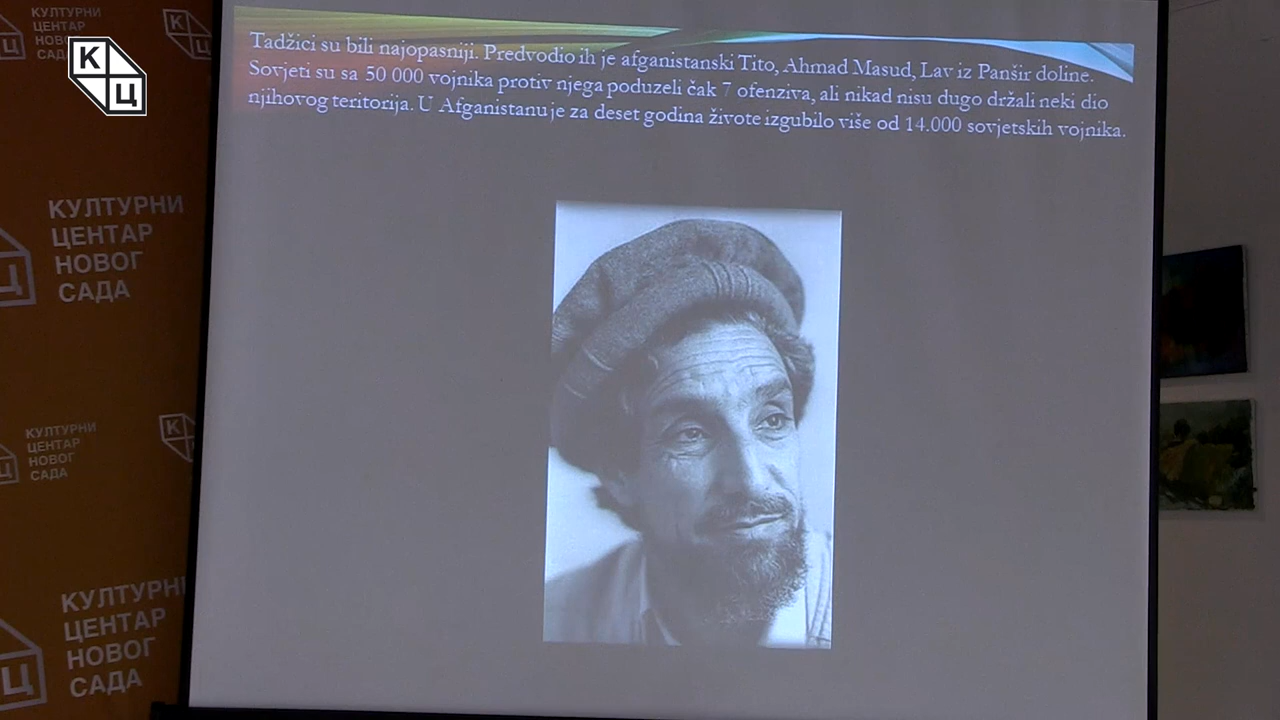 КУЛТУРНИ
ЦЕНТАР
К
Ц
Tadžici su bili najopasniji. Predvodio ih je afganistanski Tito, Ahmad Masud, Lav iz Panšir doline.
Sovjeti su sa 50 000 vojnika protiv njega poduzeli čak 7 ofenziva, ali nikad nisu dugo držali neki dio
njihovog teritorija. U Afganistanu je za deset godina živote izgubilo više od 14.000 sovjetskih vojnika.
КУЛТУРНИ
ЦЕНТАР
НОВОГ
САДА
КУЛТУРНИ
ЦЕНТАР
НОВОГ
САДА
КУЛТУРНИ
ЦЕНТАР
НОВОГ
САДА